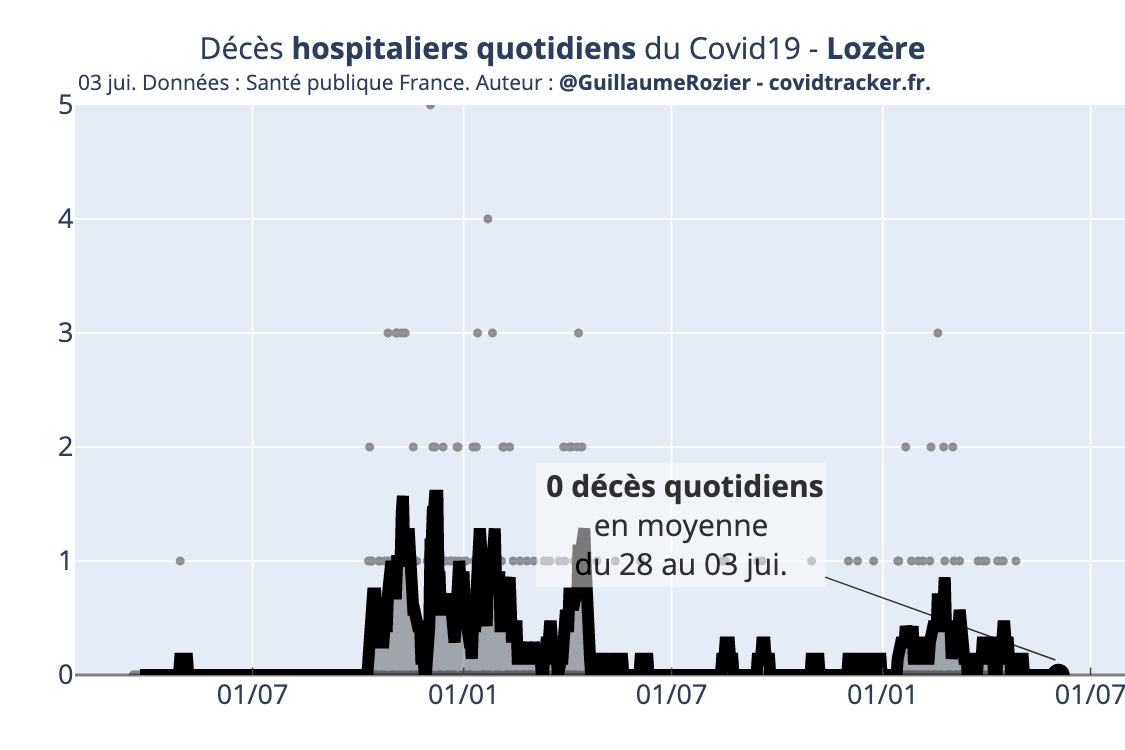 Décès hospitaliers quotidiens du Covid19 - Lozère
03 jui. Données : Santé publique France. Auteur : @GuillaumeRozier - covidtracker.fr.
5
4
3
2
0 décès quotidiens
en moyenne
1
du 28 au 03 jui.
0
01/07
01/01
01/07
01/01
01/07